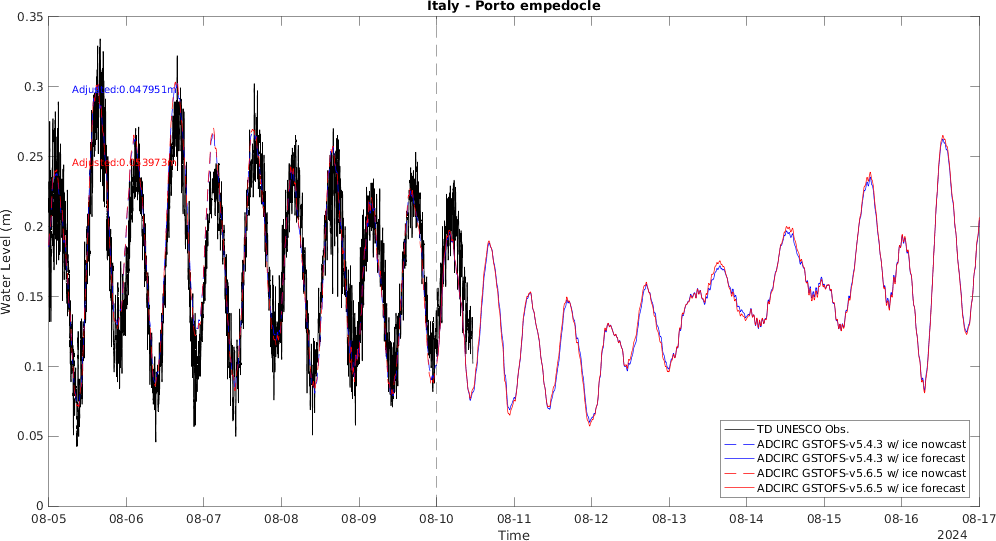 Italy - Porto empedocle
0.35
0.3
0.25
0.2
0.15
0.1
0.05
0
Water Level (m)
Adjusted:0.047951m
Adjusted:0.053973m
08-05 08-06 08-07 08-08 08-09 08-10 08-11 08-12 08-13 08-14 08-15 08-16 08-17
Time
2024
TD UNESCO Obs.
ADCIRC GSTOFS-v5.4.3 w/ ice nowcast
ADCIRC GSTOFS-v5.4.3 w/ ice forecast
ADCIRC GSTOFS-v5.6.5 w/ ice nowcast
ADCIRC GSTOFS-v5.6.5 w/ ice forecast